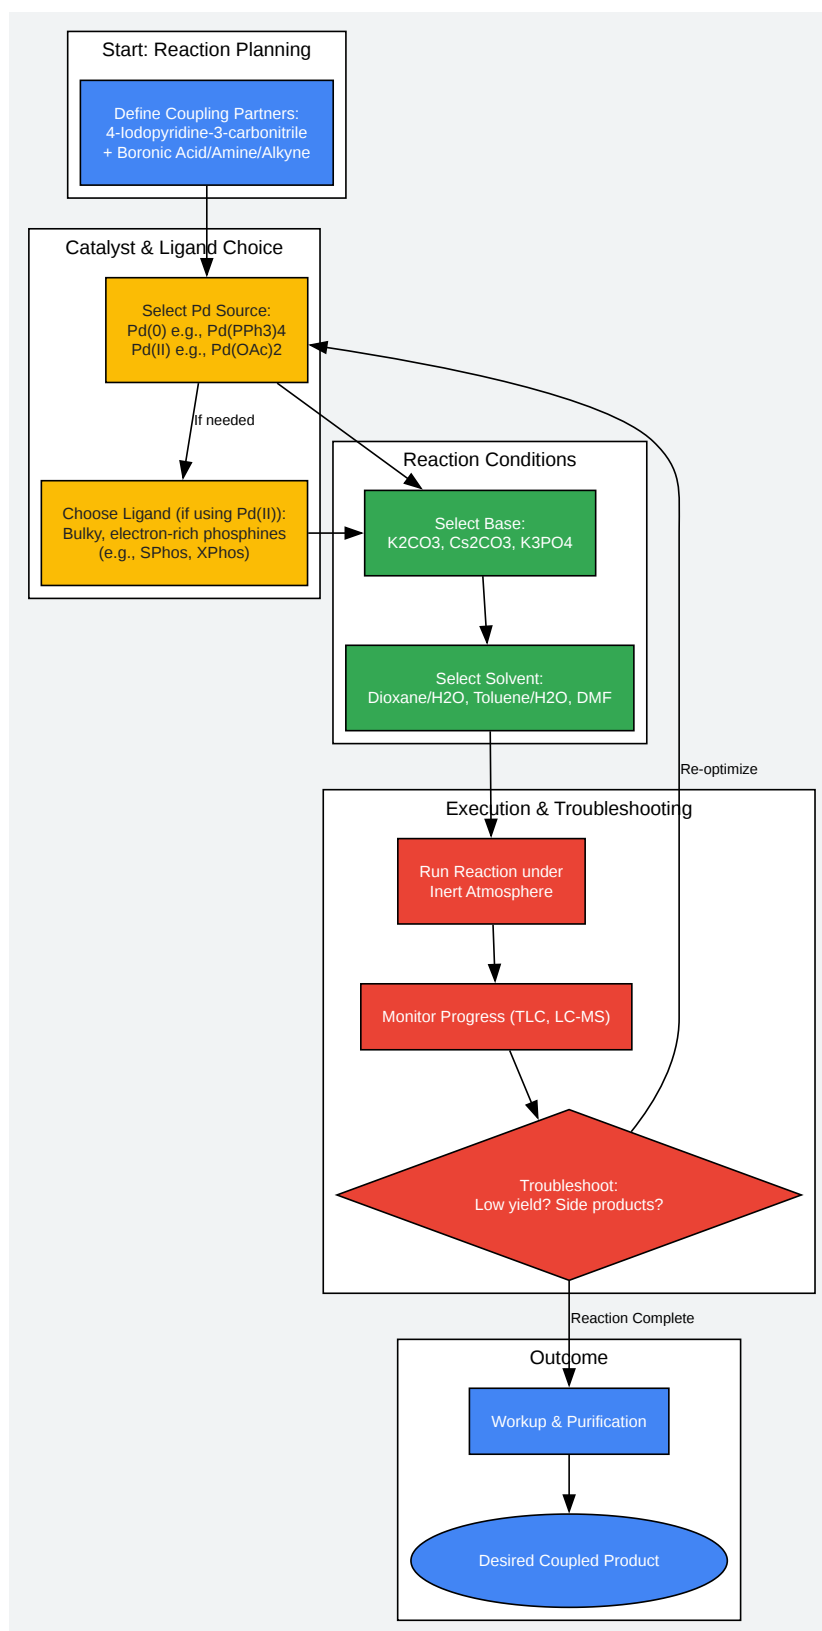 Start: Reaction Planning
Define Coupling Partners:
4-Iodopyridine-3-carbonitrile
+ Boronic Acid/Amine/Alkyne
Catalyst & Ligand Choice
Select Pd Source:
Pd(0) e.g., Pd(PPh3)4
Pd(II) e.g., Pd(OAc)2
If needed
Choose Ligand (if using Pd(II)):
Bulky, electron-rich phosphines
(e.g., SPhos, XPhos)
Reaction Conditions
Select Base:
K2CO3, Cs2CO3, K3PO4
Select Solvent:
Dioxane/H2O, Toluene/H2O, DMF
Re-optimize
Execution & Troubleshooting
Run Reaction under
Inert Atmosphere
Monitor Progress (TLC, LC-MS)
Troubleshoot:
Low yield? Side products?
Reaction Complete
Outcome
Workup & Purification
Desired Coupled Product